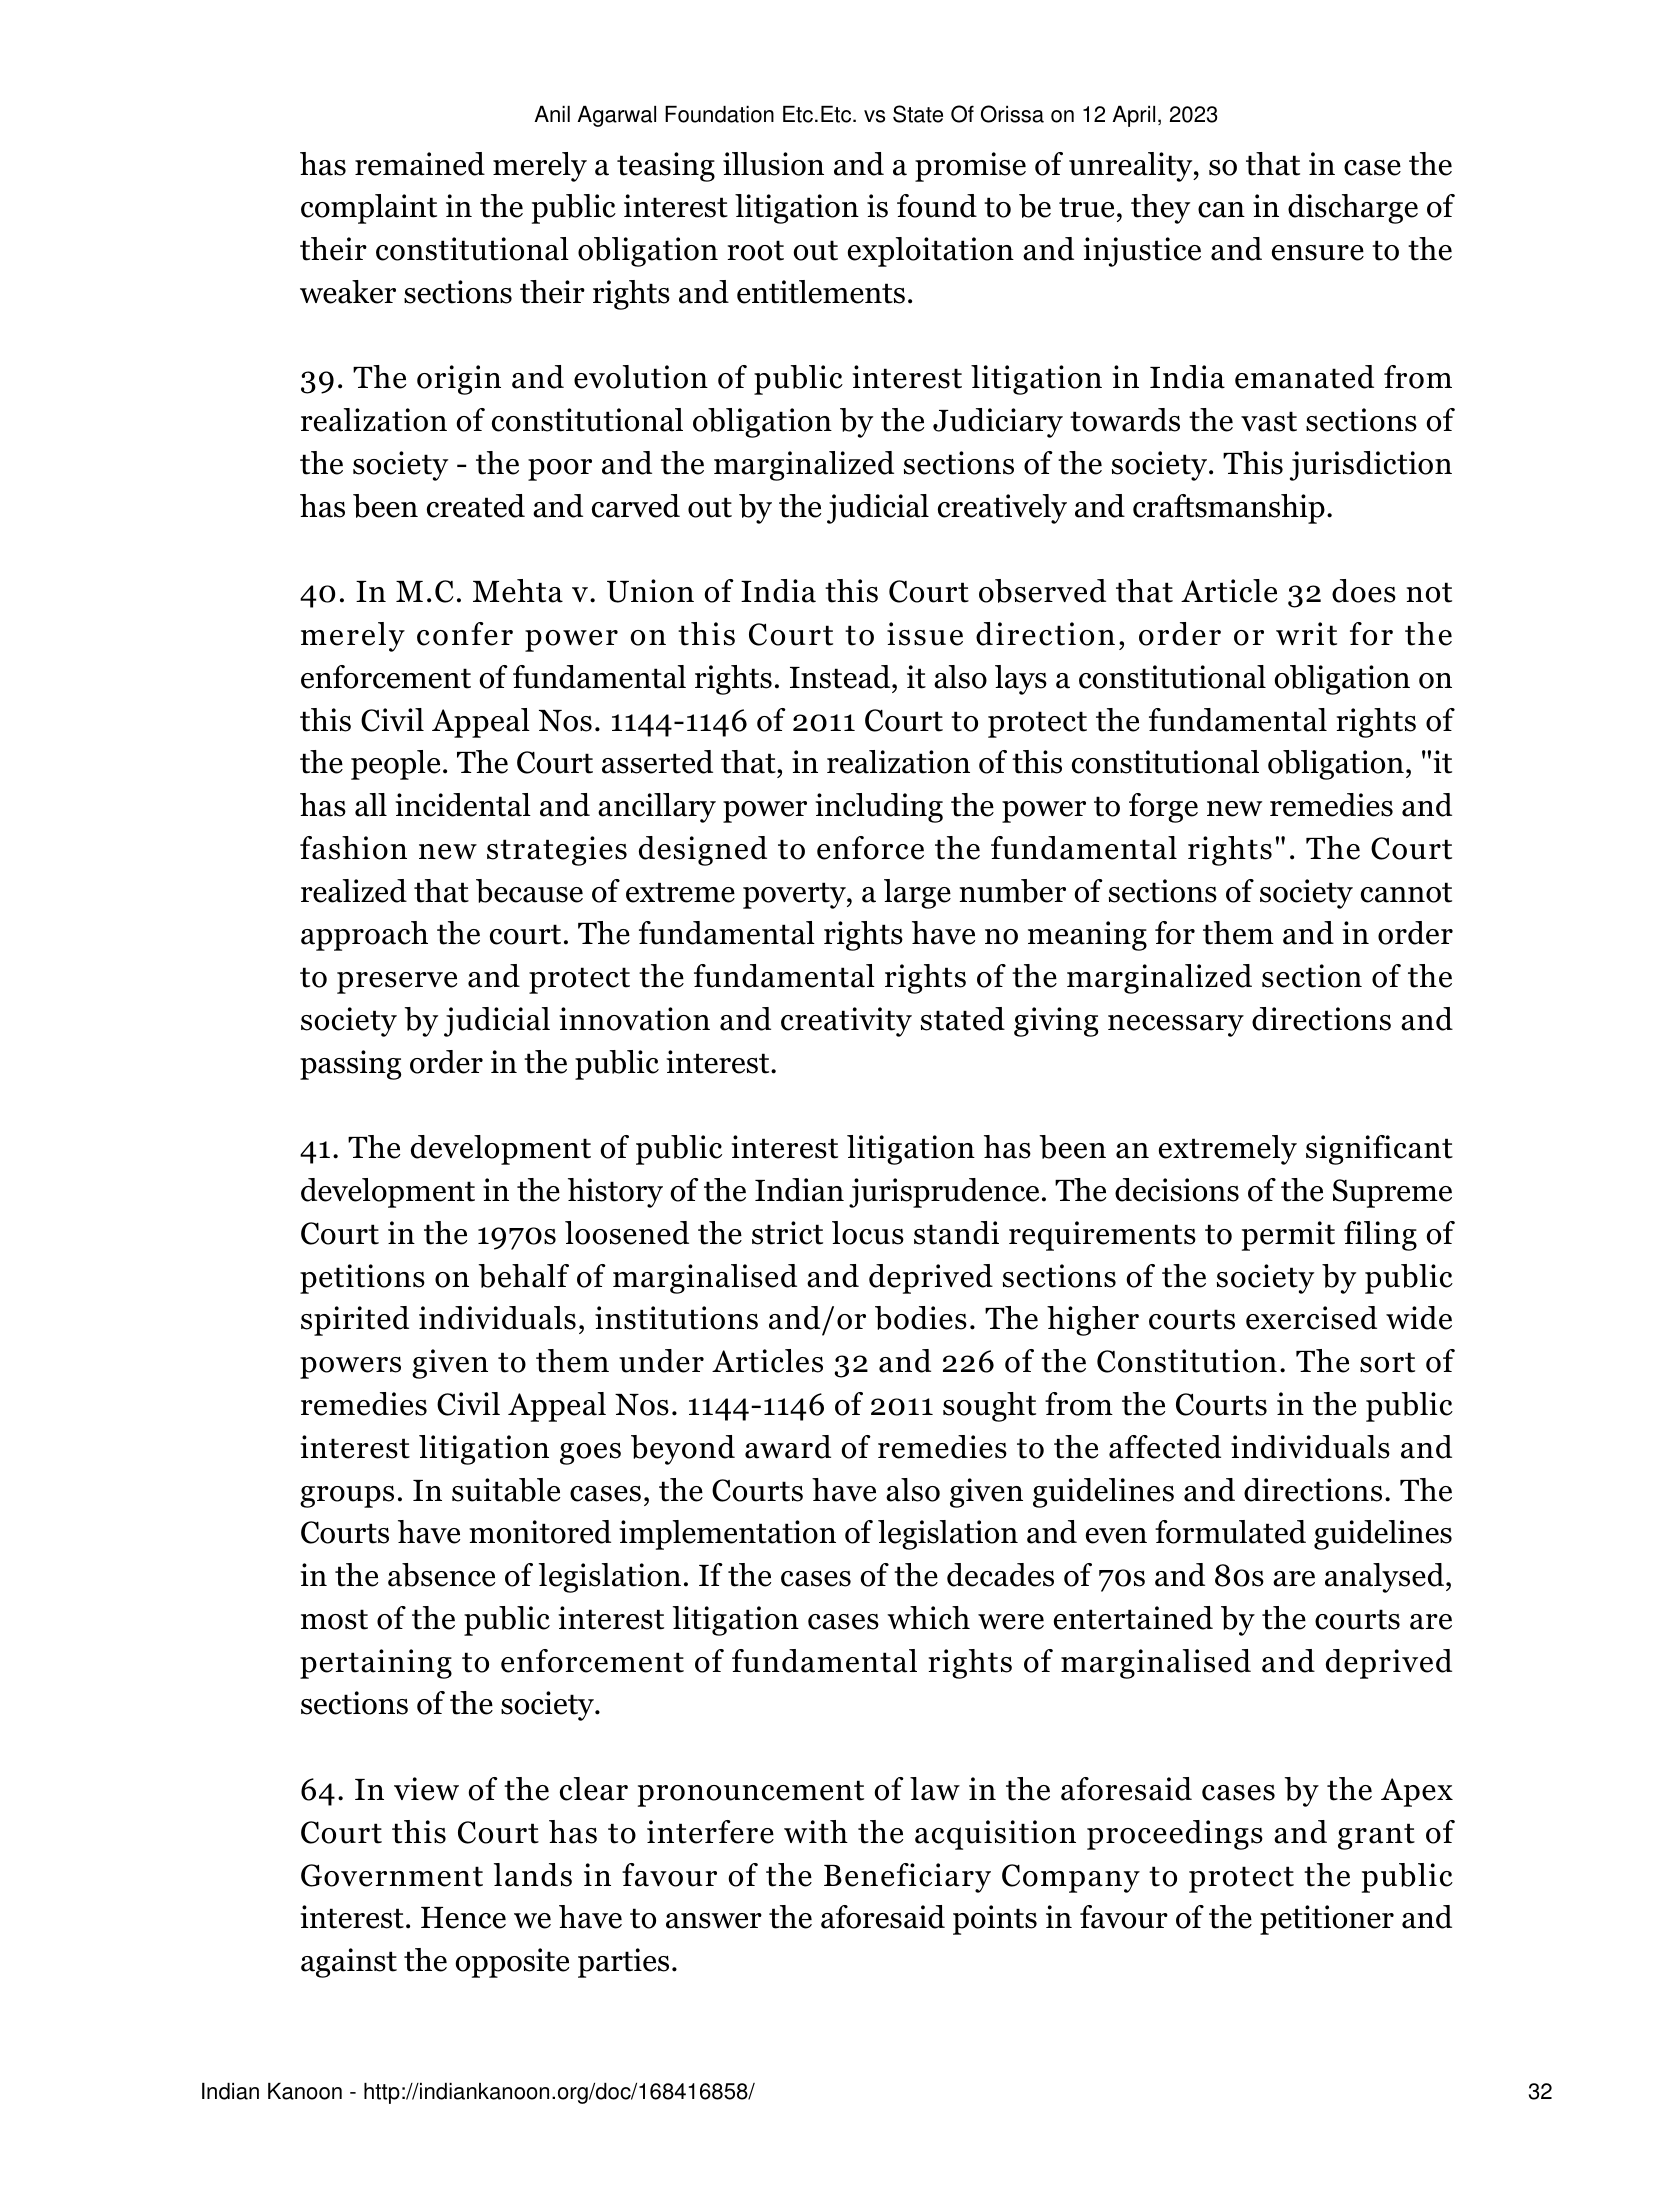 Anil Agarwal Foundation Etc.Etc. vs State Of Orissa on 12 April, 2023
has remained merely a teasing illusion and a promise of unreality, so that in case the
complaint in the public interest litigation is found to be true, they can in discharge of
their constitutional obligation root out exploitation and injustice and ensure to the
weaker sections their rights and entitlements.
39. The origin and evolution of public interest litigation in India emanated from
realization of constitutional obligation by the Judiciary towards the vast sections of
the society - the poor and the marginalized sections of the society. This jurisdiction
has been created and carved out by the judicial creatively and craftsmanship.
40. In M.C. Mehta v. Union of India this Court observed that Article 32 does not
merely confer power on this Court to issue direction, order or writ for the
enforcement of fundamental rights. Instead, it also lays a constitutional obligation on
this Civil Appeal Nos. 1144-1146 of 2011 Court to protect the fundamental rights of
the people. The Court asserted that, in realization of this constitutional obligation, "it
has all incidental and ancillary power including the power to forge new remedies and
fashion new strategies designed to enforce the fundamental rights". The Court
realized that because of extreme poverty, a large number of sections of society cannot
approach the court. The fundamental rights have no meaning for them and in order
to preserve and protect the fundamental rights of the marginalized section of the
society by judicial innovation and creativity stated giving necessary directions and
passing order in the public interest.
41. The development of public interest litigation has been an extremely significant
development in the history of the Indian jurisprudence. The decisions of the Supreme
Court in the 1970s loosened the strict locus standi requirements to permit filing of
petitions on behalf of marginalised and deprived sections of the society by public
spirited individuals, institutions and/or bodies. The higher courts exercised wide
powers given to them under Articles 32 and 226 of the Constitution. The sort of
remedies Civil Appeal Nos. 1144-1146 of 2011 sought from the Courts in the public
interest litigation goes beyond award of remedies to the affected individuals and
groups. In suitable cases, the Courts have also given guidelines and directions. The
Courts have monitored implementation of legislation and even formulated guidelines
in the absence of legislation. If the cases of the decades of 70s and 80s are analysed,
most of the public interest litigation cases which were entertained by the courts are
pertaining to enforcement of fundamental rights of marginalised and deprived
sections of the society.
64. In view of the clear pronouncement of law in the aforesaid cases by the Apex
Court this Court has to interfere with the acquisition proceedings and grant of
Government lands in favour of the Beneficiary Company to protect the public
interest. Hence we have to answer the aforesaid points in favour of the petitioner and
against the opposite parties.
Indian Kanoon - http://indiankanoon.org/doc/168416858/ 32